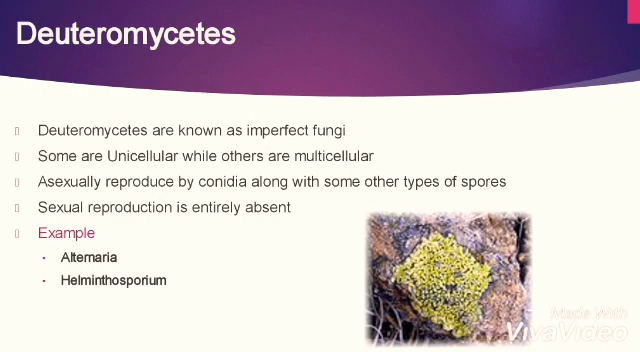 Deuteromycetes
Deuteromycetes are known as imperfect fungi
Some are Unicellular while others are multicellular
Asexually reproduce by conidia along with some other types of spores
Sexual reproduction is entirely absent
Example
Alternaria
Helminthosporium
Made With
VivaVideo